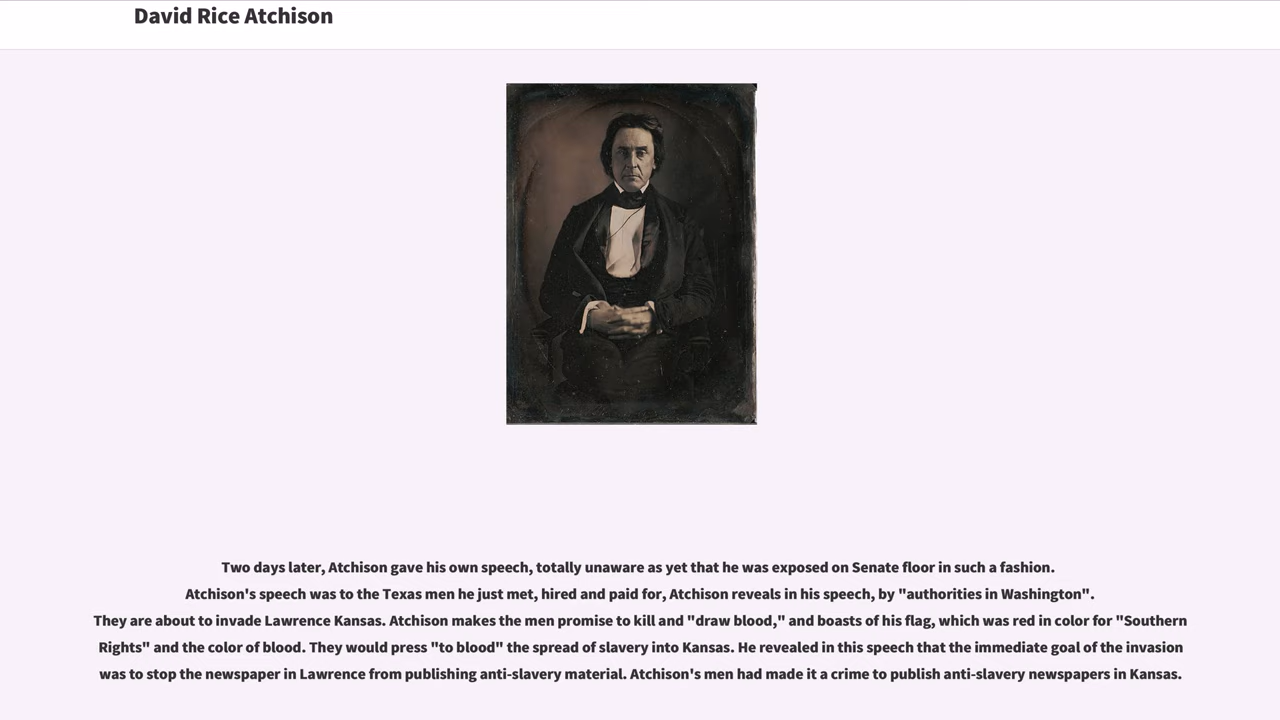 David Rice Atchison
Two days later, Atchison gave his own speech, totally unaware as yet that he was exposed on Senate floor in such a fashion.
Atchison's speech was to the Texas men he just met, hired and paid for, Atchison reveals in his speech, by "authorities in Washington".
They are about to invade Lawrence Kansas. Atchison makes the men promise to kill and "draw blood," and boasts of his flag, which was red in color for "Southern
Rights" and the color of blood. They would press "to blood" the spread of slavery into Kansas. He revealed in this speech that the immediate goal of the invasion
was to stop the newspaper in Lawrence from publishing anti-slavery material. Atchison's men had made it a crime to publish anti-slavery newspapers in Kansas.